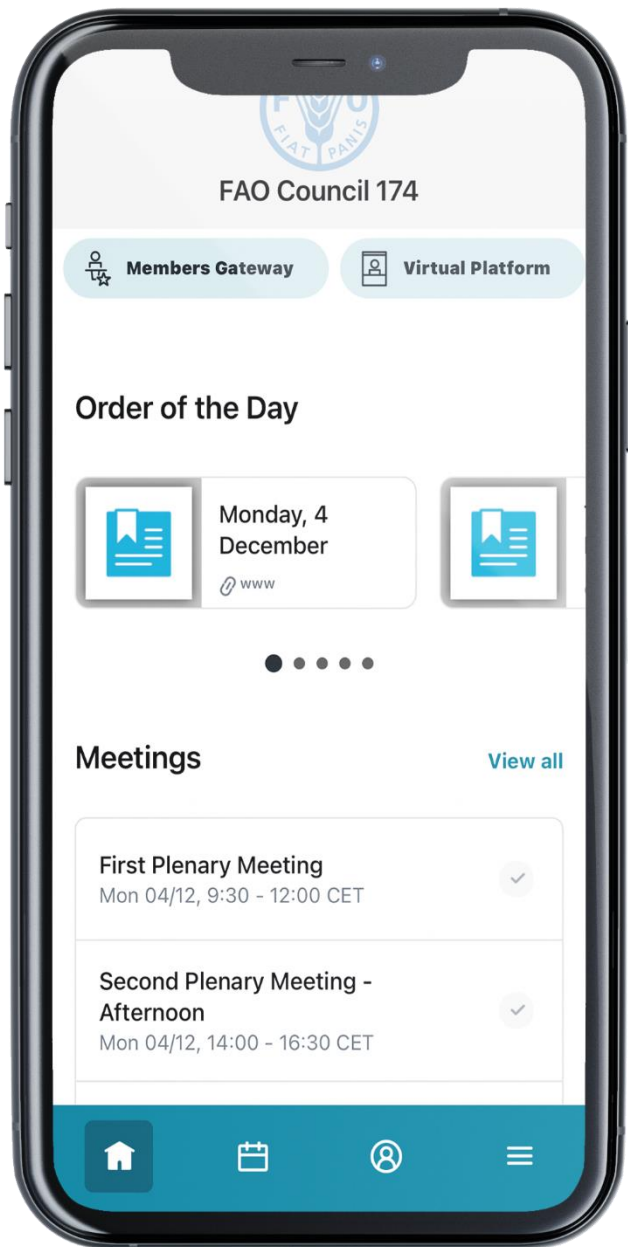 F O
FIAT PANIS
FAO Council 174
Members Gateway
Virtual Platform
Order of the Day
Monday, 4
December
www
Meetings
View all
First Plenary Meeting
Mon 04/12, 9:30 - 12:00 CET
Second Plenary Meeting -
Afternoon
Mon 04/12, 14:00 - 16:30 CET